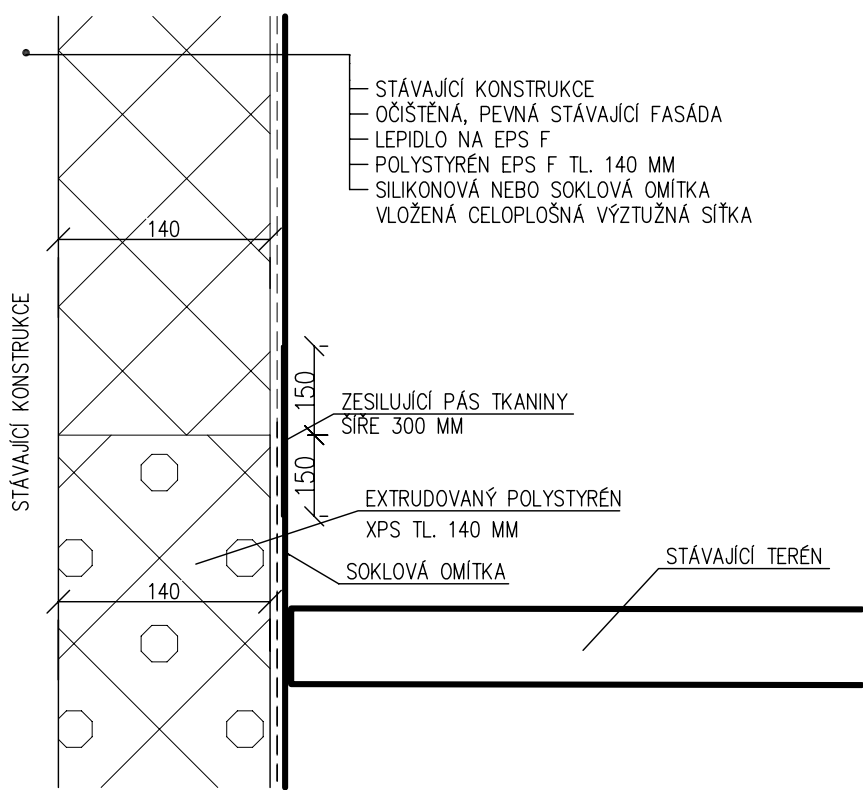 STÁVAJÍCÍ KONSTRUKCE
OČIŠTĚNÁ, PEVNÁ STÁVAJÍCÍ FASÁDA
LEPIDLO NA EPS F
POLYSTYRÉN EPS F TL. 140 MM
SILIKONOVÁ NEBO SOKLOVÁ OMÍTKA
VLOŽENÁ CELOPLOŠNÁ VÝZTUŽNÁ SÍŤKA
140
STÁVAJÍCÍ KONSTRUKCE
150
ZESILUJÍCÍ PÁS TKANINY
ŠÍŘE 300 MM
150
EXTRUDOVANÝ POLYSTYRÉN
XPS TL. 140 MM
STÁVAJÍCÍ TERÉN
SOKLOVÁ OMÍTKA
140